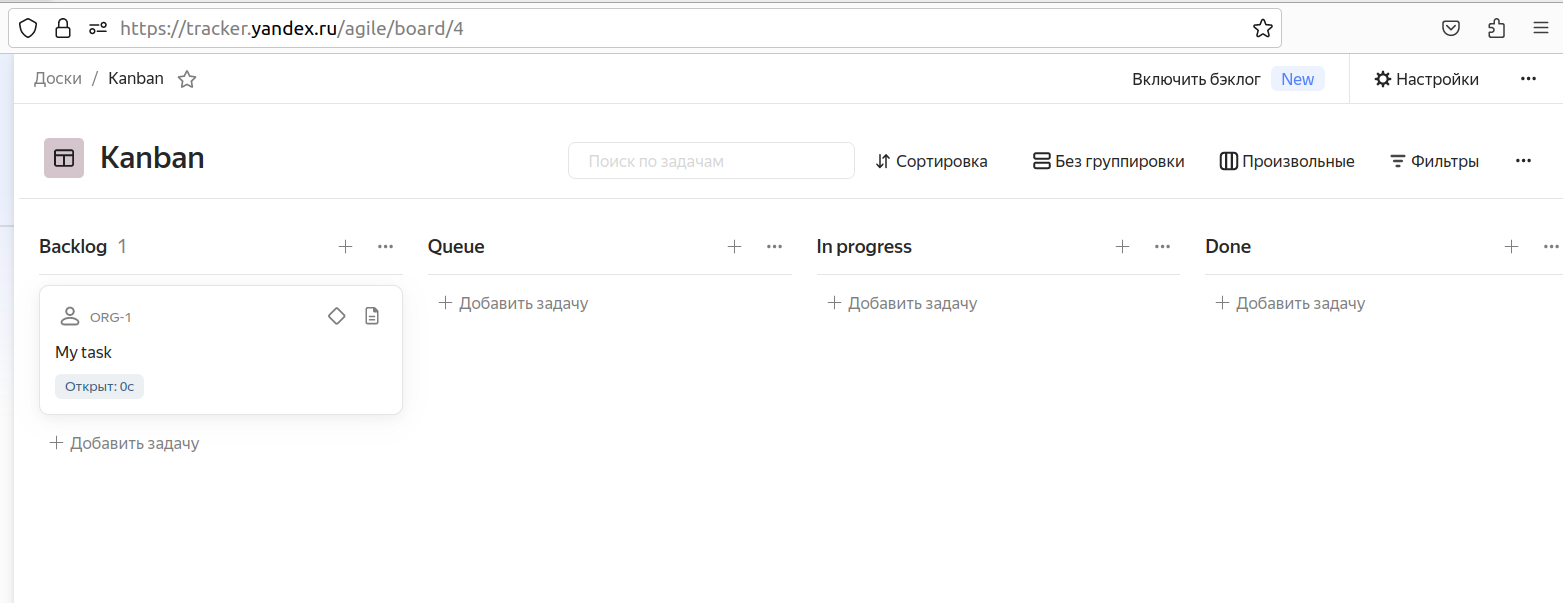 https://tracker.yandex.ru/agile/board/4
Доски / Kanban Включить бэклог New Настройки
Kanban Поиск по задачам Сортировка Без группировки Произвольные Фильтры
Backlog 1 Queue In progress Done
ORG-1 + Добавить задачу + Добавить задачу + Добавить задачу
My task
Открыт: 0с
+ Добавить задачу